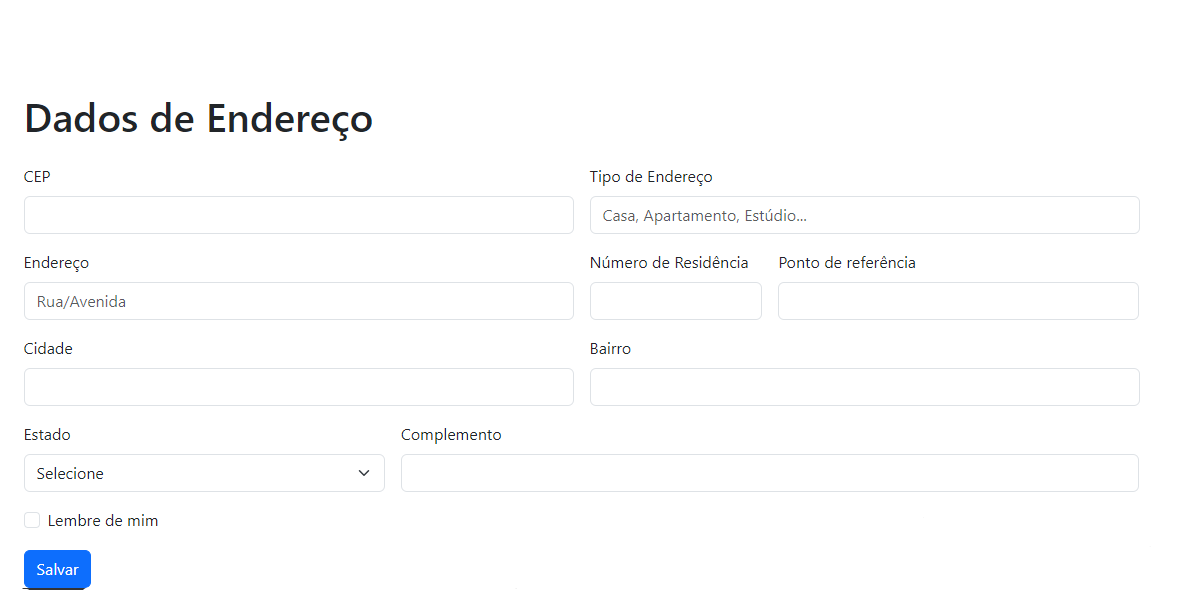 Dados de Endereço
CEP
Tipo de Endereço
Casa, Apartamento, Estúdio...
Endereço
Número de Residência
Ponto de referência
Rua/Avenida
Cidade
Bairro
Estado
Complemento
Selecione
Lembre de mim
Salvar